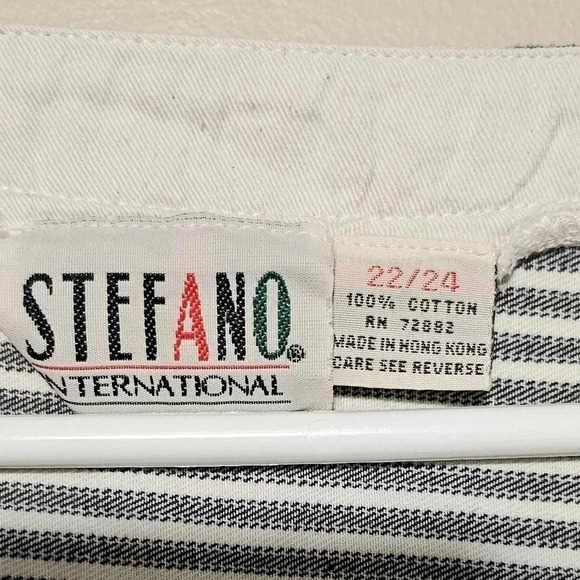 STEFANO®
INTERNATIONAL
22/24
100% COTTON
RN 72882
MADE IN HONG KONG
CARE SEE REVERSE